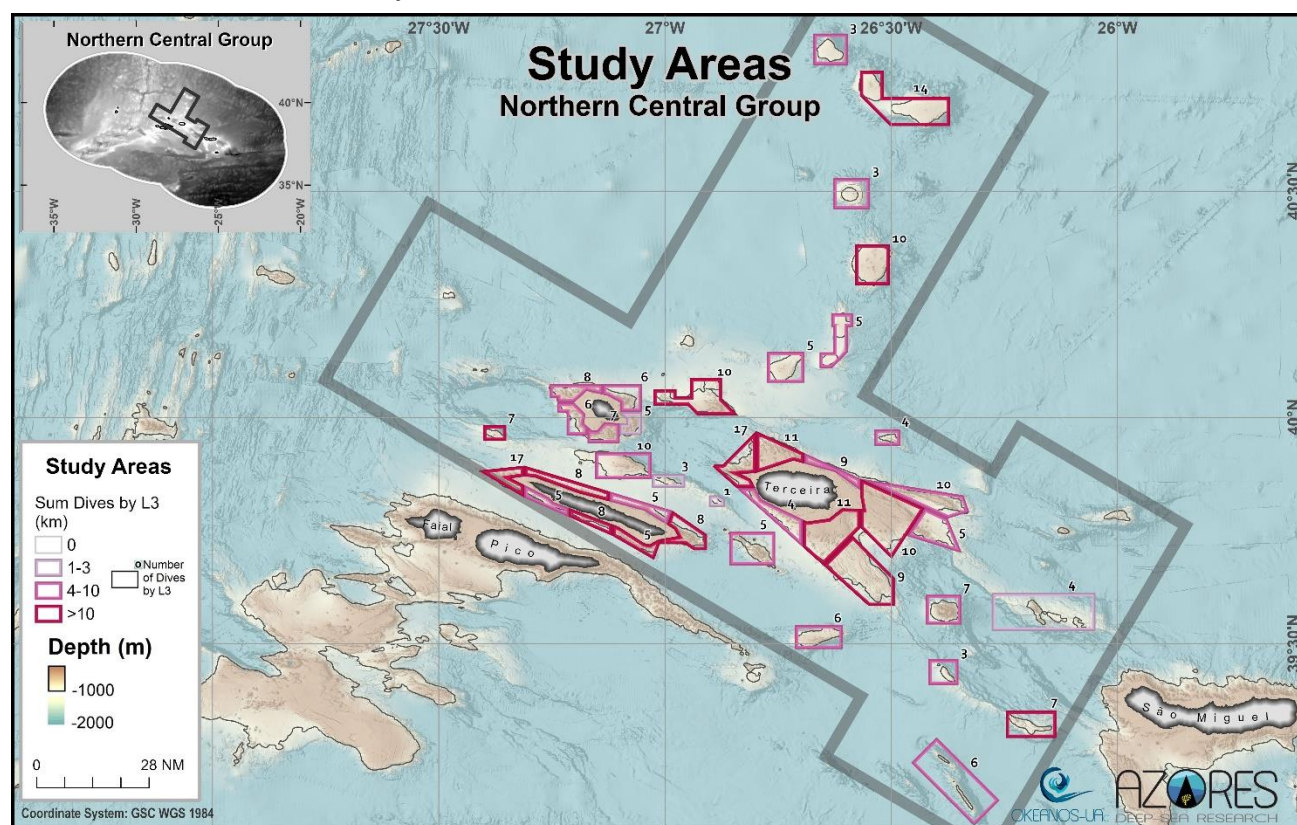 Northern Central Group
40°N
35°N
35°W
30°W
25°W
20°W
27°30'W
27°W
26°30'W
26°W
Study Areas
Northern Central Group
3
14
3
40°30'N
10
5
5
8
6
10
6
7
5
40°N
7
4
17
11
10
9
17
8
3
10
Terceira
5
5
1
4
11
8
8
5
5
5
10
9
Faial
Pico
7
4
6
39°30'N
3
7
São Miguel
6
Study Areas
Sum Dives by L3
(km)
0
1-3
4-10
>10
Number
of Dives
by L3
Depth (m)
-1000
-2000
0
28 NM
Coordinate System: GSC WGS 1984
OKEANOS-UAc
AZORES
DEEP-SEA RESEARCH